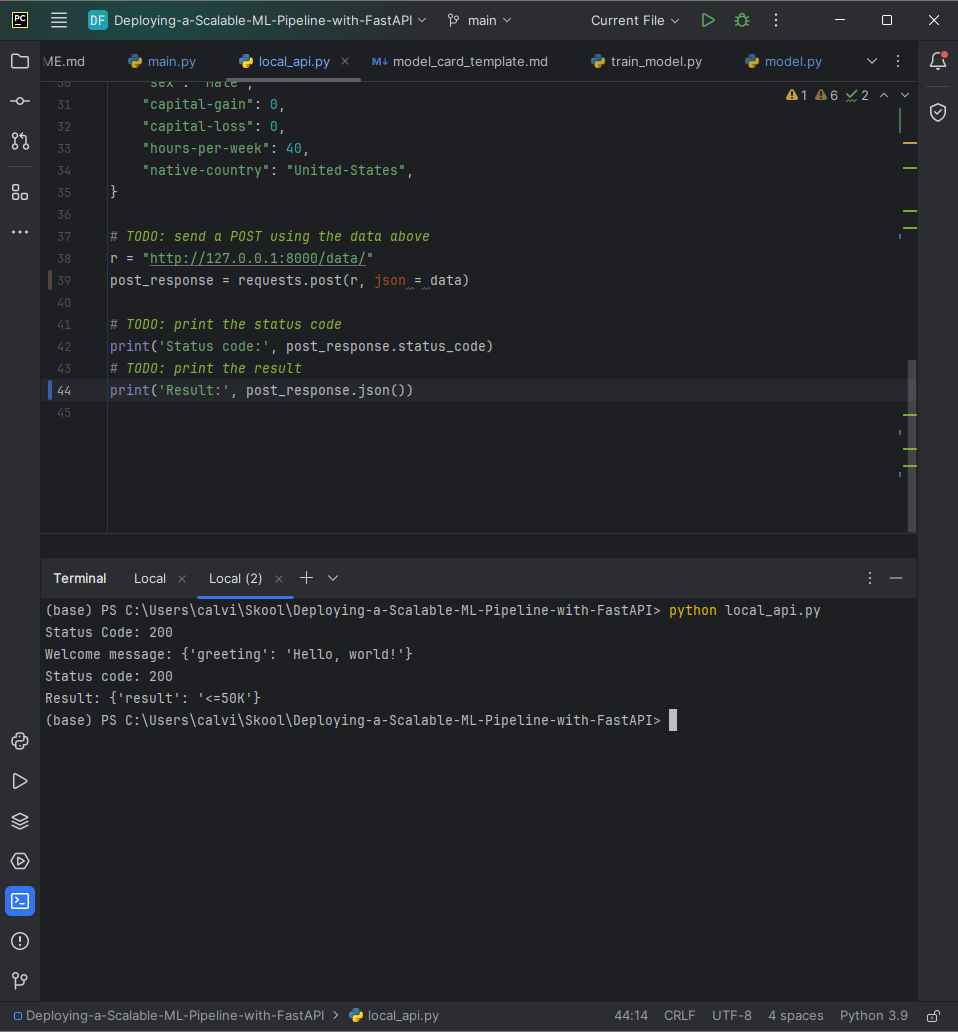 PC
DF Deploying-a-Scalable-ML-Pipeline-with-FastAPI main Current File
ME.md main.py local_api.py M↓ model_card_template.md train_model.py model.py
1 6 2
31 "capital-gain": 0,
32 "capital-loss": 0,
33 "hours-per-week": 40,
34 "native-country": "United-States",
35 }
36
37 # TODO: send a POST using the data above
38 r = "http://127.0.0.1:8000/data/"
39 post_response = requests.post(r, json = data)
40
41 # TODO: print the status code
42 print('Status code:', post_response.status_code)
43 # TODO: print the result
44 print('Result:', post_response.json())
45
Terminal Local Local (2)
(base) PS C:\Users\calvi\Skool\Deploying-a-Scalable-ML-Pipeline-with-FastAPI> python local_api.py
Status Code: 200
Welcome message: {'greeting': 'Hello, world!'}
Status code: 200
Result: {'result': '<=50K'}
(base) PS C:\Users\calvi\Skool\Deploying-a-Scalable-ML-Pipeline-with-FastAPI>
Deploying-a-Scalable-ML-Pipeline-with-FastAPI > local_api.py 44:14 CRLF UTF-8 4 spaces Python 3.9